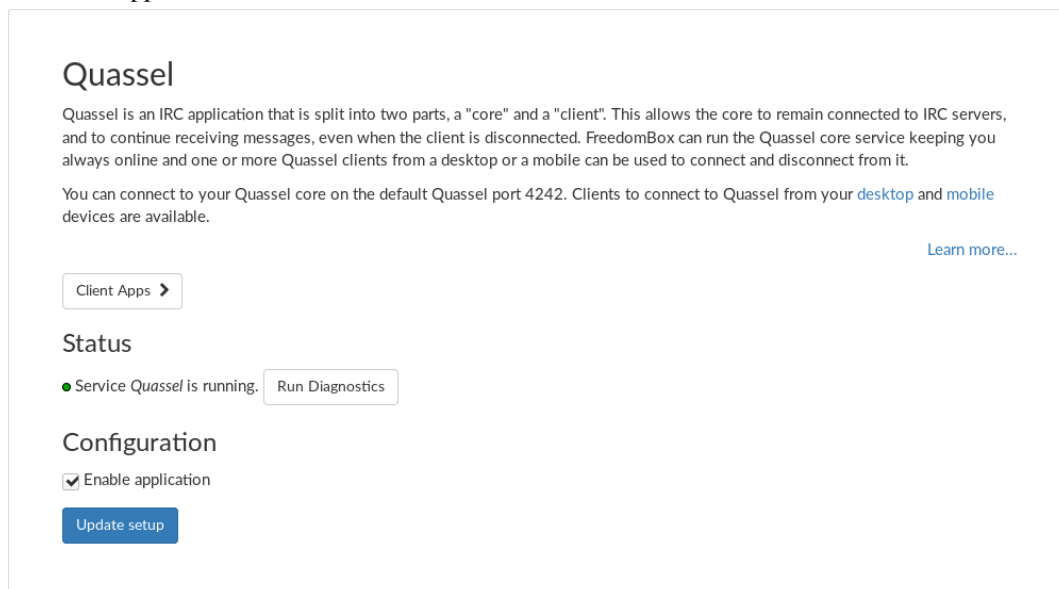 Quassel
Quassel is an IRC application that is split into two parts, a "core" and a "client". This allows the core to remain connected to IRC servers,
and to continue receiving messages, even when the client is disconnected. FreedomBox can run the Quassel core service keeping you
always online and one or more Quassel clients from a desktop or a mobile can be used to connect and disconnect from it.
You can connect to your Quassel core on the default Quassel port 4242. Clients to connect to Quassel from your desktop and mobile
devices are available.
Learn more...
Client Apps
Status
Service Quassel is running. Run Diagnostics
Configuration
Enable application
Update setup